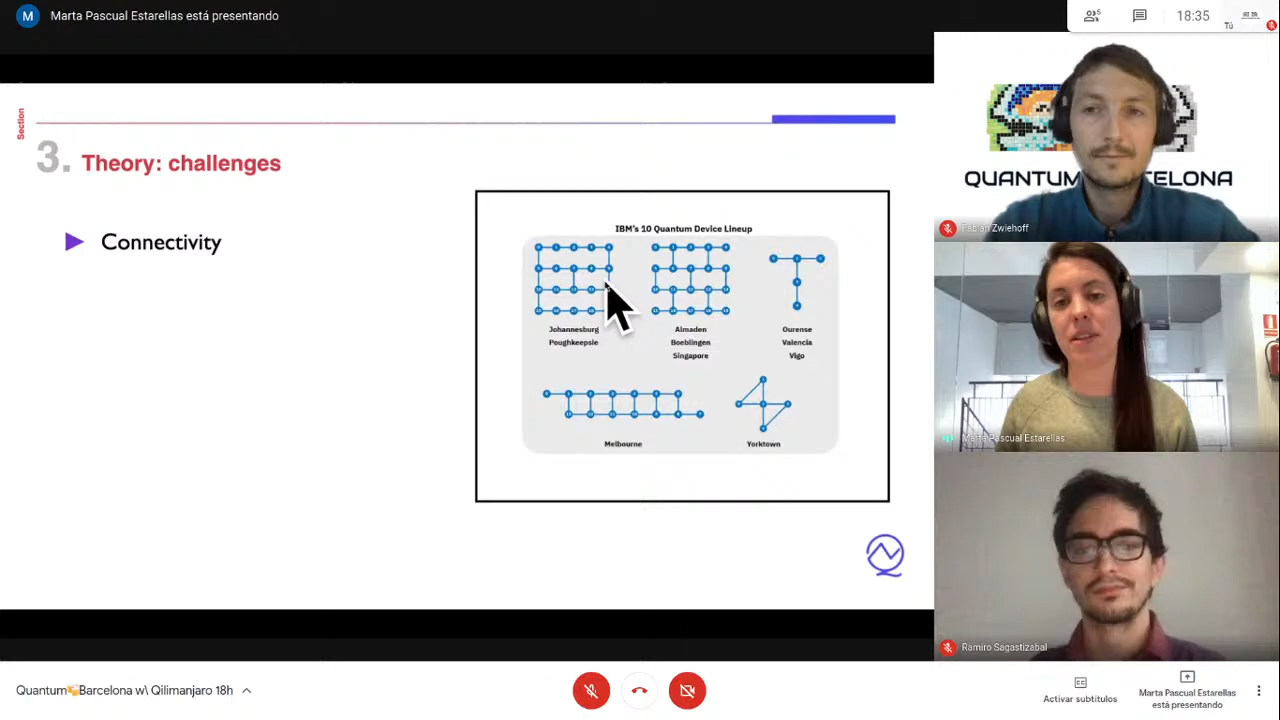 M
Marta Pascual Estarellas está presentando
5
18:35
Tú
Section
3. Theory: challenges
Connectivity
IBM's 10 Quantum Device Lineup
Johannesburg
Poughkeepsie
Almaden
Boeblingen
Singapore
Ourense
Valencia
Vigo
Melbourne
Yorktown
Fabian Zwiehoff
Marta Pascual Estarellas
Ramiro Sagastizabal
Quantum Barcelona w\ Qilimanjaro 18h
Activar subtítulos
Marta Pascual Estarellas
está presentando